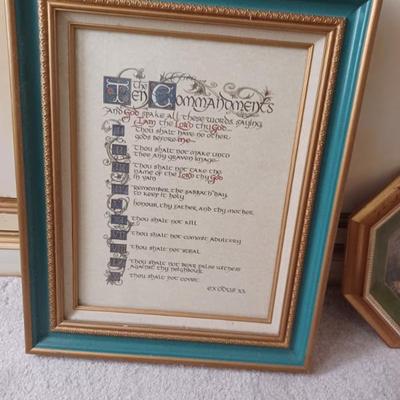 The
Ten Commandments
And God spake all these words, saying
I am the Lord thy God...
Thou shalt have no other
gods before me
Thou shalt not make unto
thee any graven image
Thou shalt not take the
name of the Lord thy God
in vain
Remember the sabbath day,
to keep it holy
honour thy father, and thy mother
Thou shalt not kill
Thou shalt not commit adultery
Thou shalt not steal
Thou shalt not bear false witness
against thy neighbour
Thou shalt not covet
exodus xx